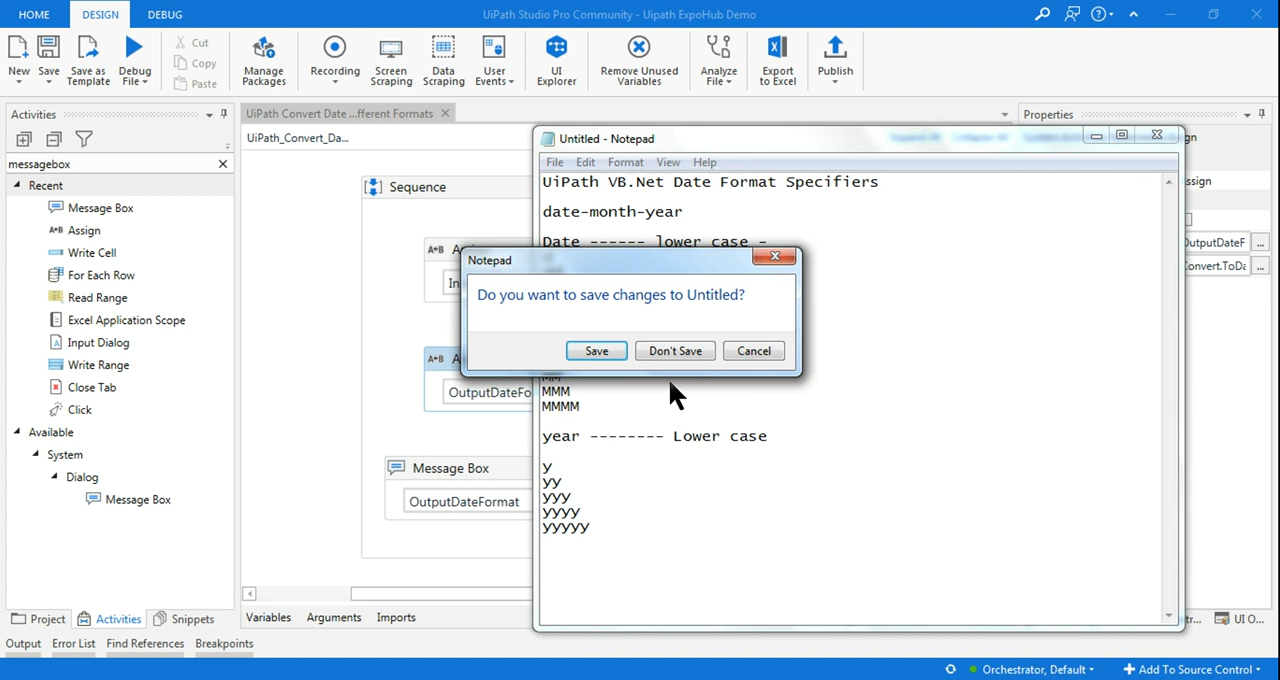 HOME DESIGN DEBUG UiPath Studio Pro Community - Uipath ExpoHub Demo
New Save Save as Template Debug File Cut Copy Paste Manage Packages Recording Screen Scraping Data Scraping User Events UI Explorer Remove Unused Variables Analyze File Export to Excel Publish
Activities
UiPath Convert Date ...fferent Formats
Properties
messagebox
UiPath_Convert_Da...
Recent
Message Box
Assign
Write Cell
For Each Row
Read Range
Excel Application Scope
Input Dialog
Write Range
Close Tab
Click
Available
System
Dialog
Message Box
Sequence
A+B
In
A+B
OutputDateFo
Message Box
OutputDateFormat
Untitled - Notepad
File Edit Format View Help
UiPath VB.Net Date Format Specifiers
date-month-year
Date ------ lower case -
Notepad
Do you want to save changes to Untitled?
Save Don't Save Cancel
MM
MMM
MMMM
year -------- Lower case
y
yy
yyy
yyyy
yyyyy
ssign
OutputDateF ...
Convert.ToDa ...
Project Activities Snippets
Variables Arguments Imports
UI O...
Output Error List Find References Breakpoints
Orchestrator, Default Add To Source Control